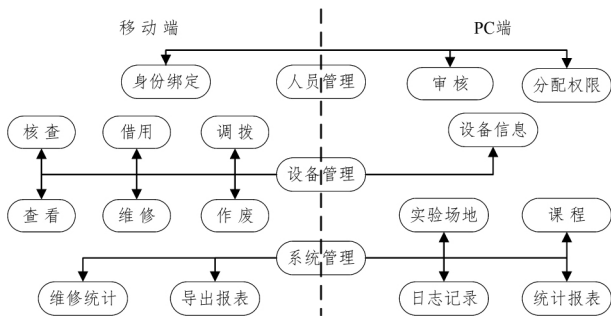 移动端 PC端
身份绑定 人员管理 审核 分配权限
核查 借用 调拨 设备信息
设备管理
查看 维修 作废 实验场地 课程
系统管理
维修统计 导出报表 日志记录 统计报表